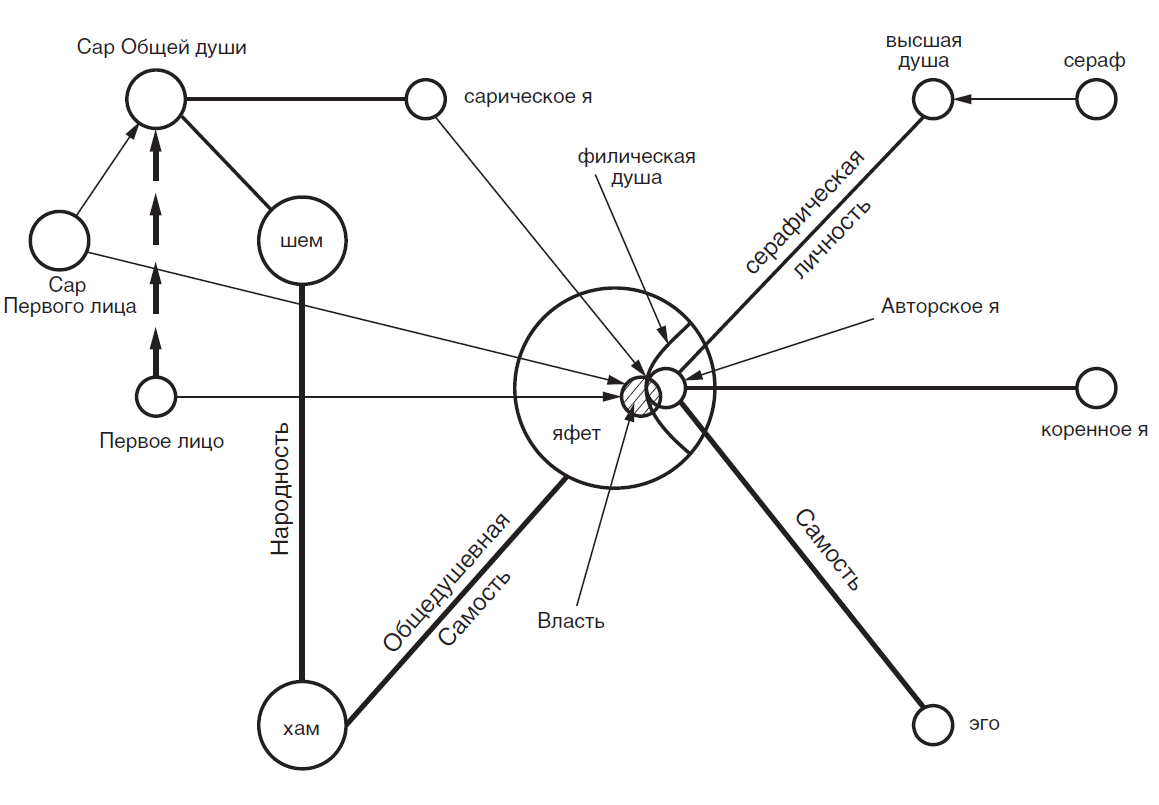 Сар Общей души
высшая
душа
сераф
сарическое я
филическая
душа
серафическая
личность
шем
Сар
Первого лица
Авторское я
Первое лицо
яфет
коренное я
Народность
Общедушевная
Самость
Самость
Власть
хам
эго